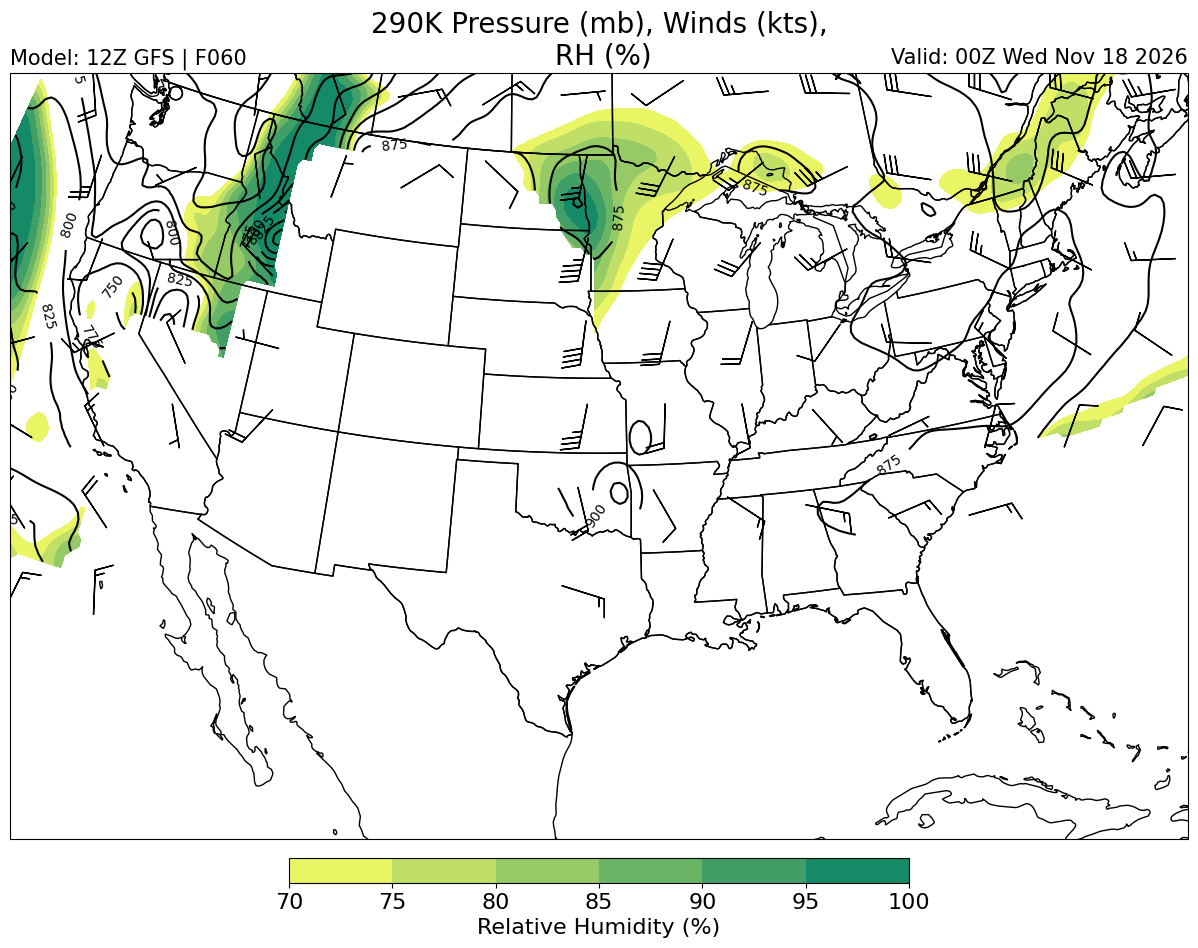 290K Pressure (mb), Winds (kts),
RH (%)
Model: 12Z GFS | F060
Valid: 00Z Wed Nov 18 2026
875
875
875
800
800
825
750
825
875
900
70 75 80 85 90 95 100
Relative Humidity (%)